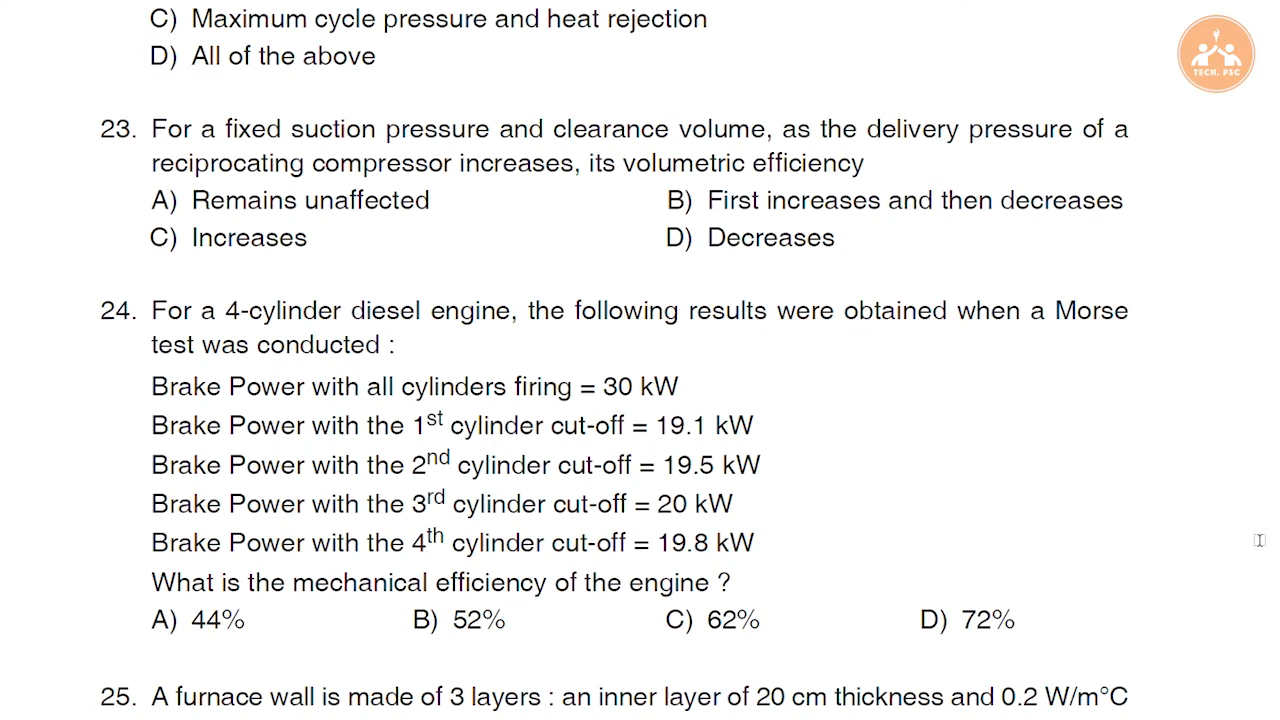 C) Maximum cycle pressure and heat rejection
D) All of the above
TECH. PSC
23. For a fixed suction pressure and clearance volume, as the delivery pressure of a
reciprocating compressor increases, its volumetric efficiency
A) Remains unaffected B) First increases and then decreases
C) Increases D) Decreases
24. For a 4-cylinder diesel engine, the following results were obtained when a Morse
test was conducted :
Brake Power with all cylinders firing = 30 kW
Brake Power with the 1st cylinder cut-off = 19.1 kW
Brake Power with the 2nd cylinder cut-off = 19.5 kW
Brake Power with the 3rd cylinder cut-off = 20 kW
Brake Power with the 4th cylinder cut-off = 19.8 kW
What is the mechanical efficiency of the engine ?
A) 44% B) 52% C) 62% D) 72%
25. A furnace wall is made of 3 layers : an inner layer of 20 cm thickness and 0.2 W/m°C